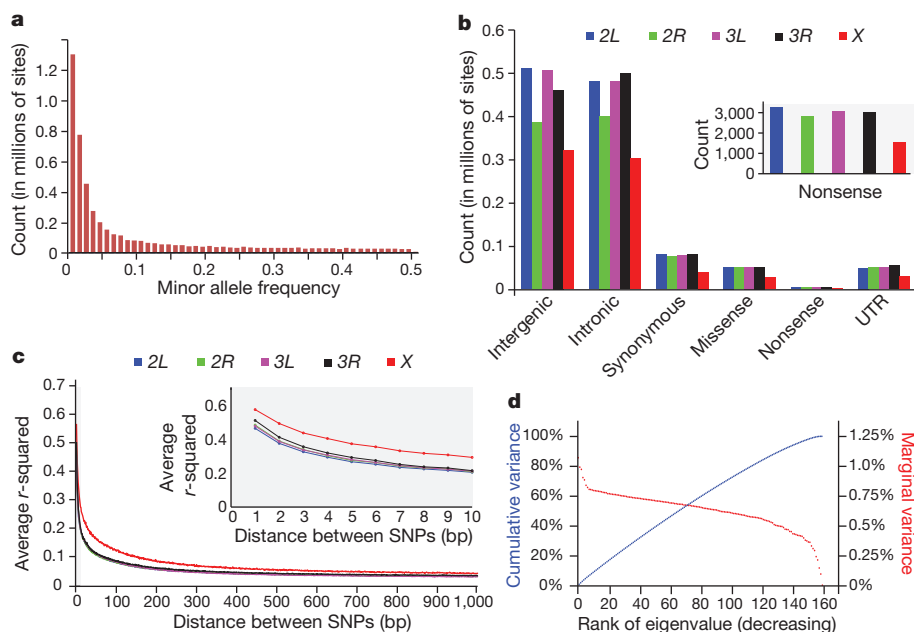 a
Count (in millions of sites)
1.2
1.0
0.8
0.6
0.4
0.2
0
0 0.1 0.2 0.3 0.4 0.5
Minor allele frequency
b
2L 2R 3L 3R X
Count (in millions of sites)
0.6
0.5
0.4
0.3
0.2
0.1
0
Intergenic Intronic Synonymous Missense Nonsense UTR
Count
3,000
2,000
1,000
0
Nonsense
c
2L 2R 3L 3R X
Average r-squared
0.7
0.6
0.5
0.4
0.3
0.2
0.1
0
0 100 200 300 400 500 600 700 800 900 1,000
Distance between SNPs (bp)
Average
r-squared
0.6
0.4
0.2
0
0 1 2 3 4 5 6 7 8 9 10
Distance between SNPs (bp)
d
Cumulative variance
100%
80%
60%
40%
20%
0%
1.25%
1.0%
0.75%
0.5%
0.25%
0%
Marginal variance
0 20 40 60 80 100 120 140 160
Rank of eigenvalue (decreasing)